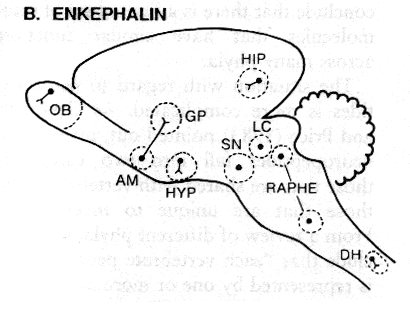 B. ENKEPHALIN
HIP
OB
GP
LC
SN
AM
HYP
RAPHE
DH